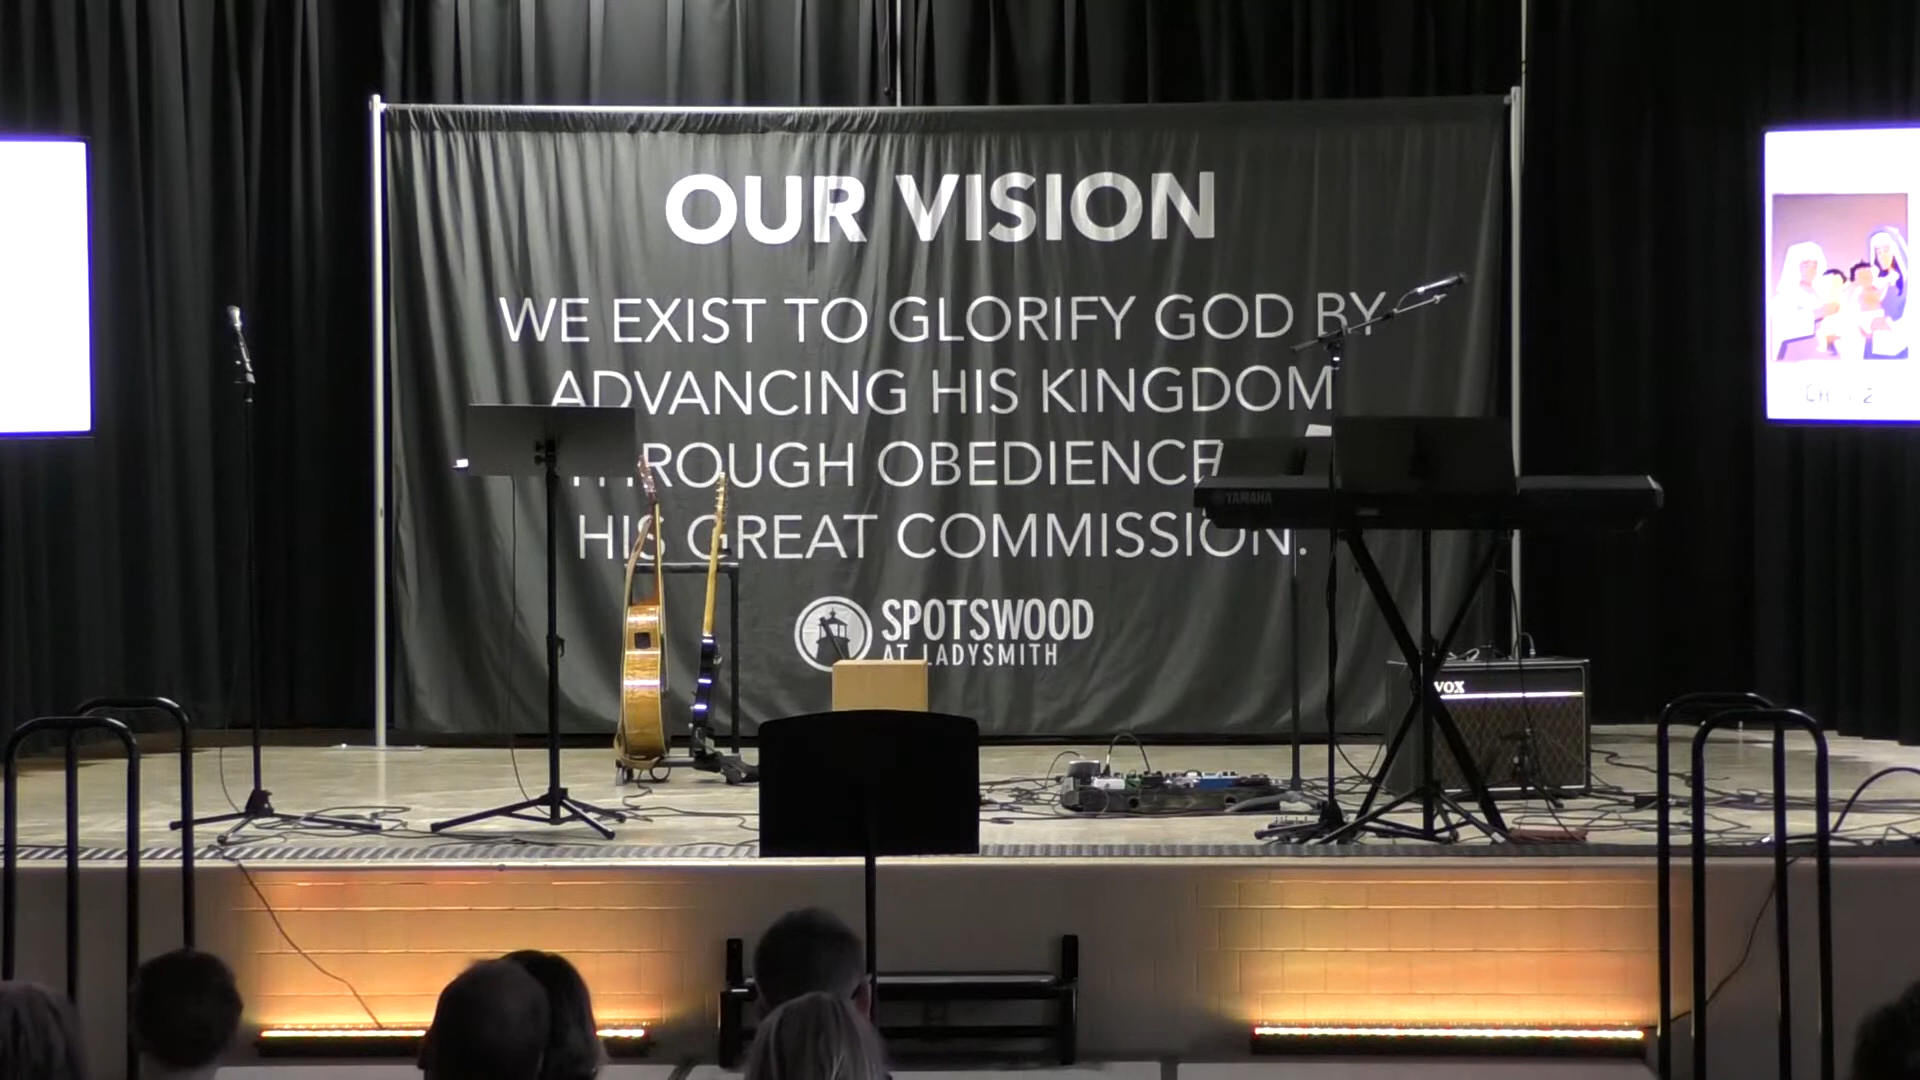 OUR VISION
WE EXIST TO GLORIFY GOD BY
ADVANCING HIS KINGDOM
THROUGH OBEDIENCE
HIS GREAT COMMISSION.
SPOTSWOOD
AT LADYSMITH
YAMAHA
VOX